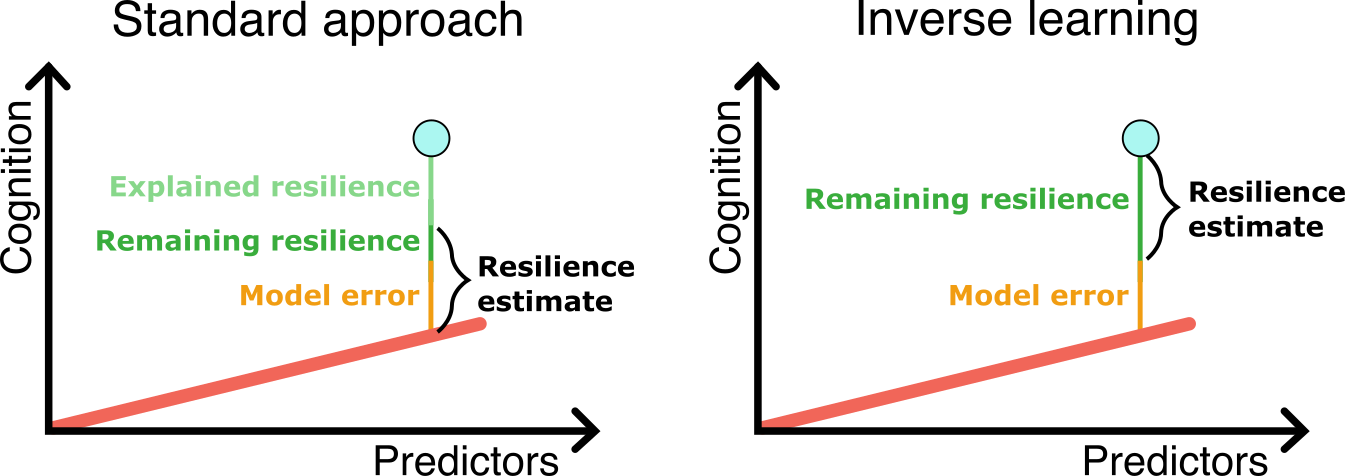 Standard approach
Cognition
Explained resilience
Remaining resilience
Model error
Resilience
estimate
Predictors
Inverse learning
Cognition
Remaining resilience
Model error
Resilience
estimate
Predictors